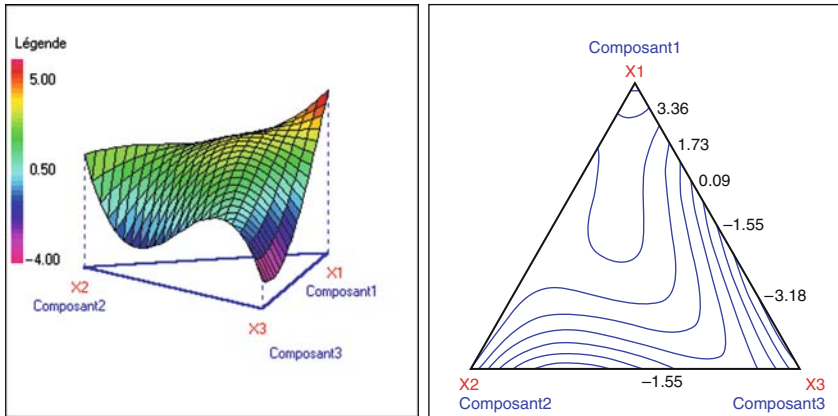 Légende
5.00
0.50
-4.00
X2
Composant2
X1
Composant1
X3
Composant3
Composant1
X1
3.36
1.73
0.09
−1.55
−3.18
X2
−1.55
X3
Composant2
Composant3